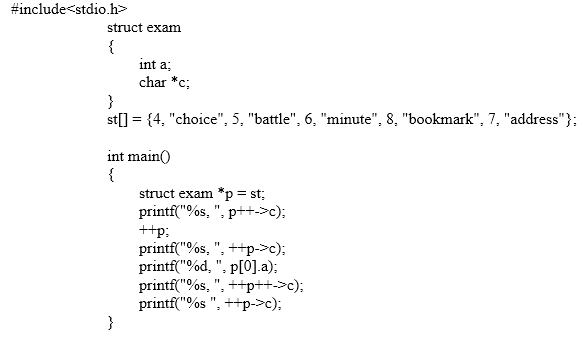 #include<stdio.h>
struct exam
{
int a;
char *c;
}
st[] = {4, "choice", 5, "battle", 6, "minute", 8, "bookmark", 7, "address"};
int main()
{
struct exam *p = st;
printf("%s, ", p++->c);
++p;
printf("%s, ", ++p->c);
printf("%d, ", p[0].a);
printf("%s, ", ++p++->c);
printf("%s ", ++p->c);
}